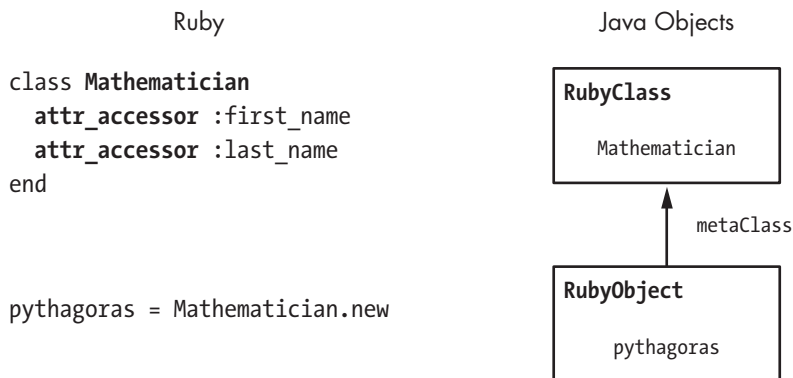 Ruby
Java Objects
class Mathematician
  attr_accessor :first_name
  attr_accessor :last_name
end
RubyClass
Mathematician
metaClass
pythagoras = Mathematician.new
RubyObject
pythagoras